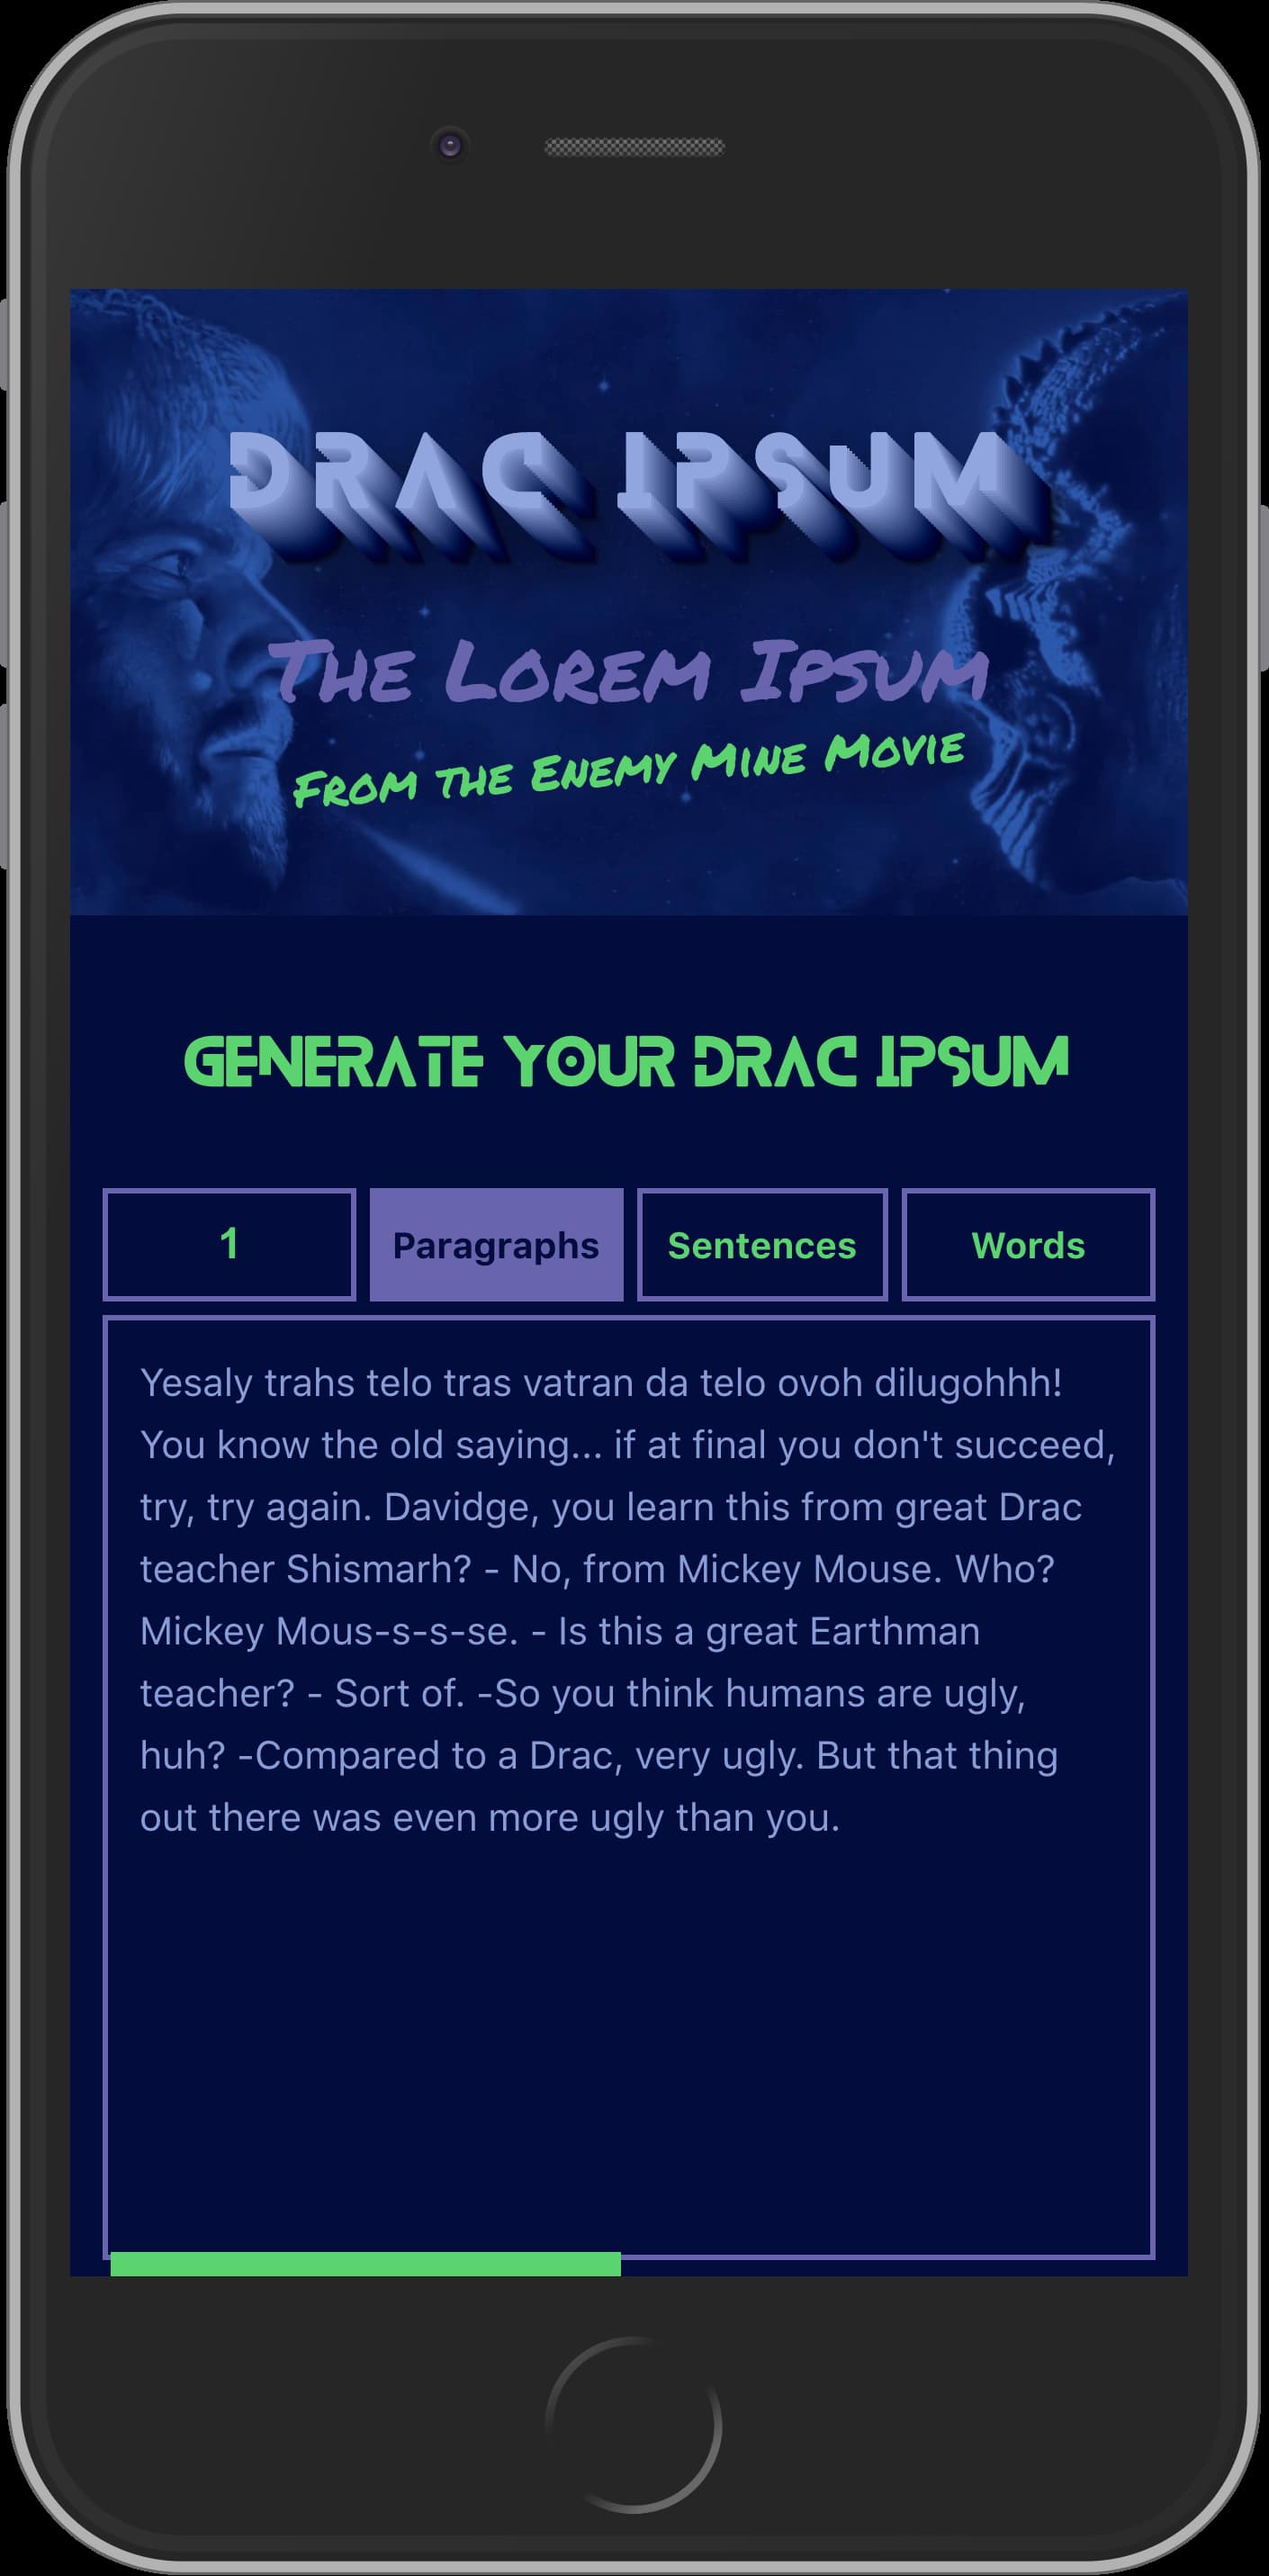 DRAC IPSUM
The Lorem Ipsum
From the Enemy Mine Movie
GENERATE YOUR DRAC IPSUM
1 Paragraphs Sentences Words
Yesaly trahs telo tras vatran da telo ovoh dilugohhh!
You know the old saying... if at final you don't succeed,
try, try again. Davidge, you learn this from great Drac
teacher Shismarh? - No, from Mickey Mouse. Who?
Mickey Mous-s-s-se. - Is this a great Earthman
teacher? - Sort of. -So you think humans are ugly,
huh? -Compared to a Drac, very ugly. But that thing
out there was even more ugly than you.